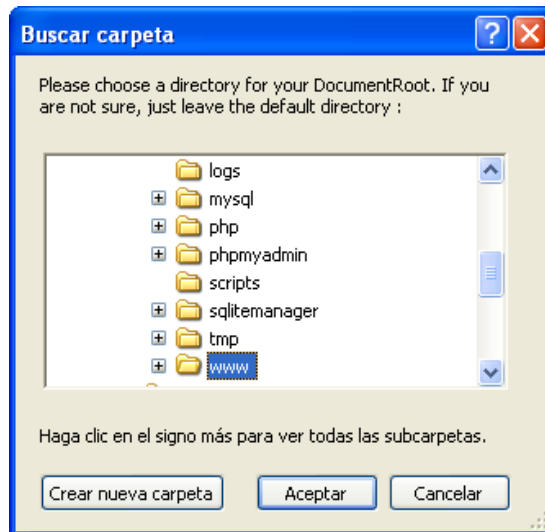 Buscar carpeta
Please choose a directory for your DocumentRoot. If you
are not sure, just leave the default directory :
logs
mysql
php
phpmyadmin
scripts
sqlitemanager
tmp
www
Haga clic en el signo más para ver todas las subcarpetas.
Crear nueva carpeta Aceptar Cancelar